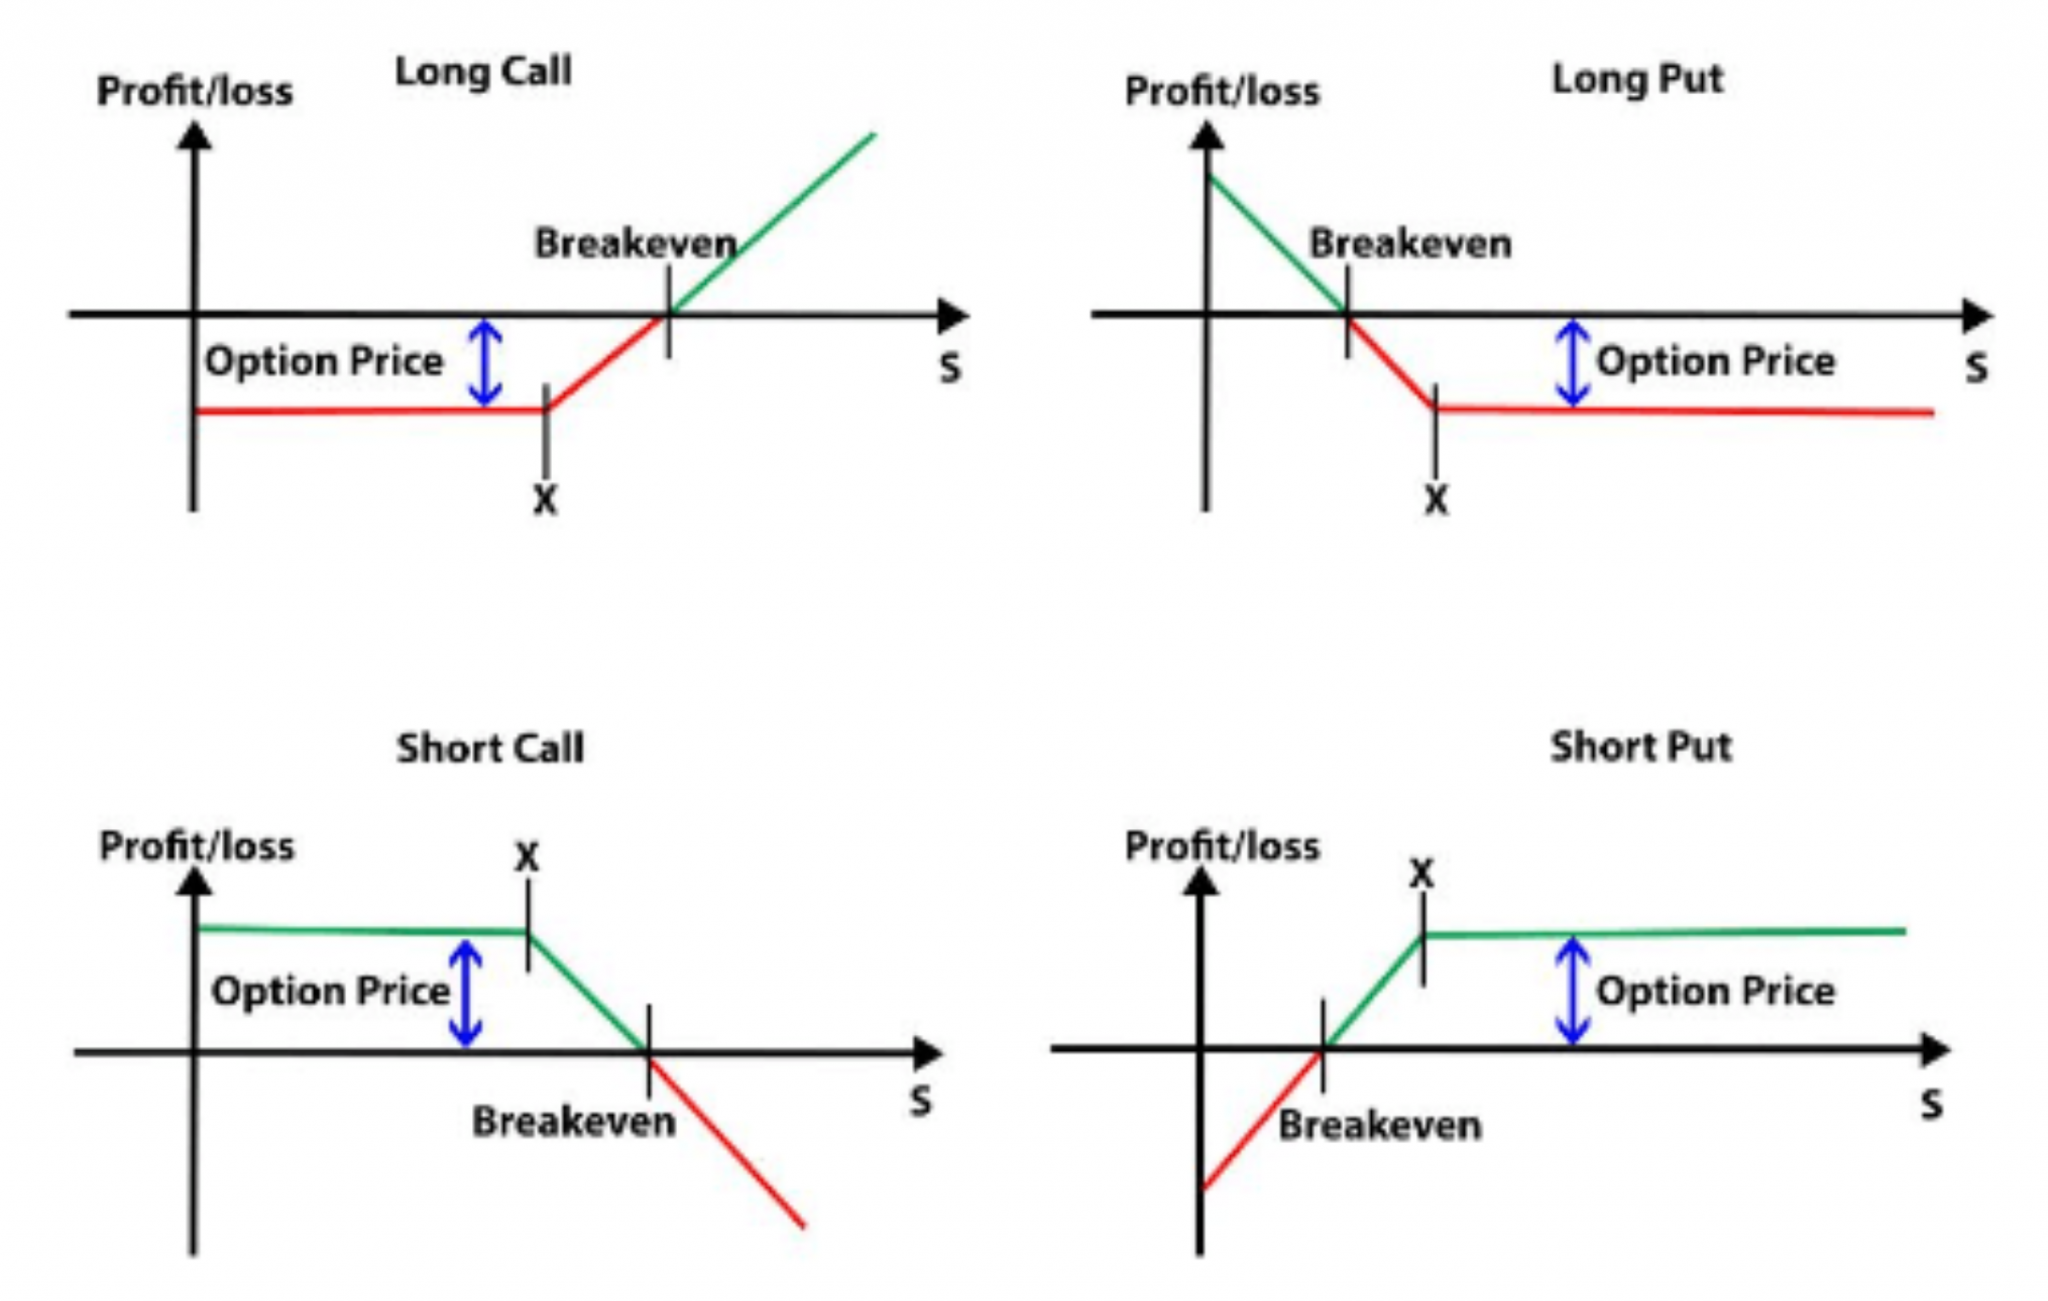 Long Call
Profit/loss
Breakeven
Option Price
S
X
Long Put
Profit/loss
Breakeven
Option Price
S
X
Short Call
Profit/loss
X
Option Price
Breakeven
S
Short Put
Profit/loss
X
Option Price
Breakeven
S